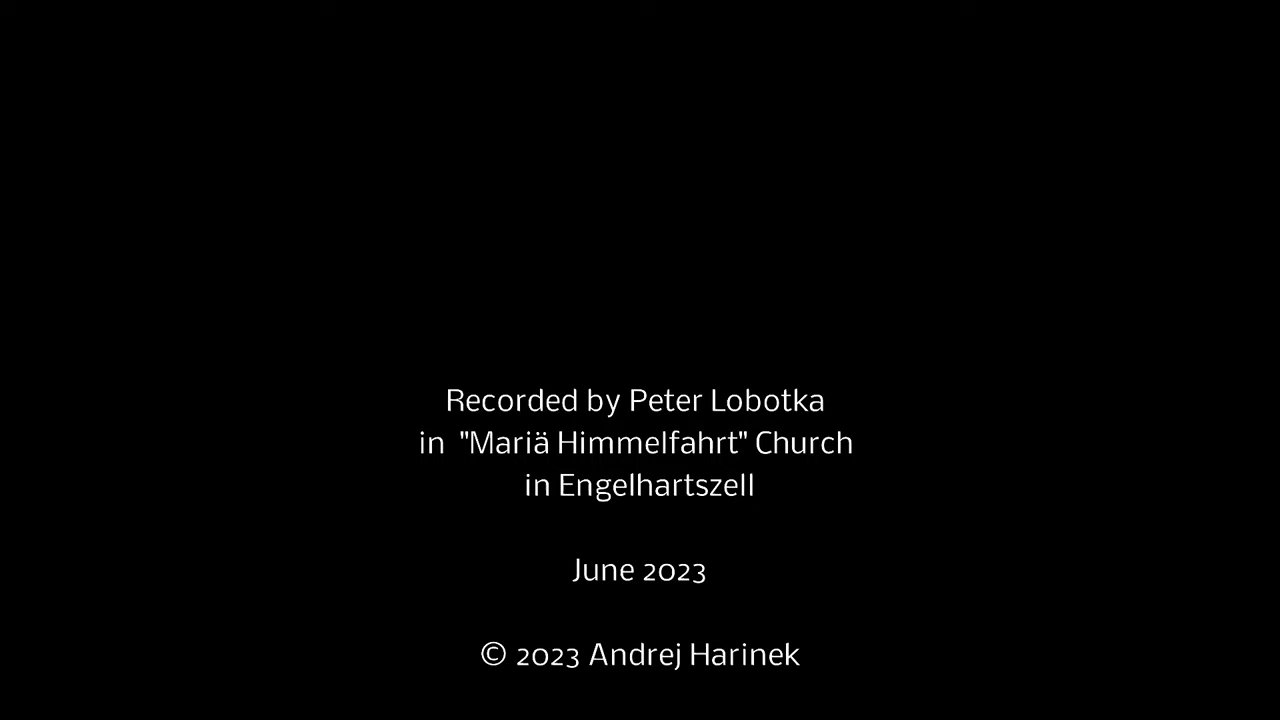 Recorded by Peter Lobotka
in "Mariä Himmelfahrt" Church
in Engelhartszell
June 2023
© 2023 Andrej Harinek